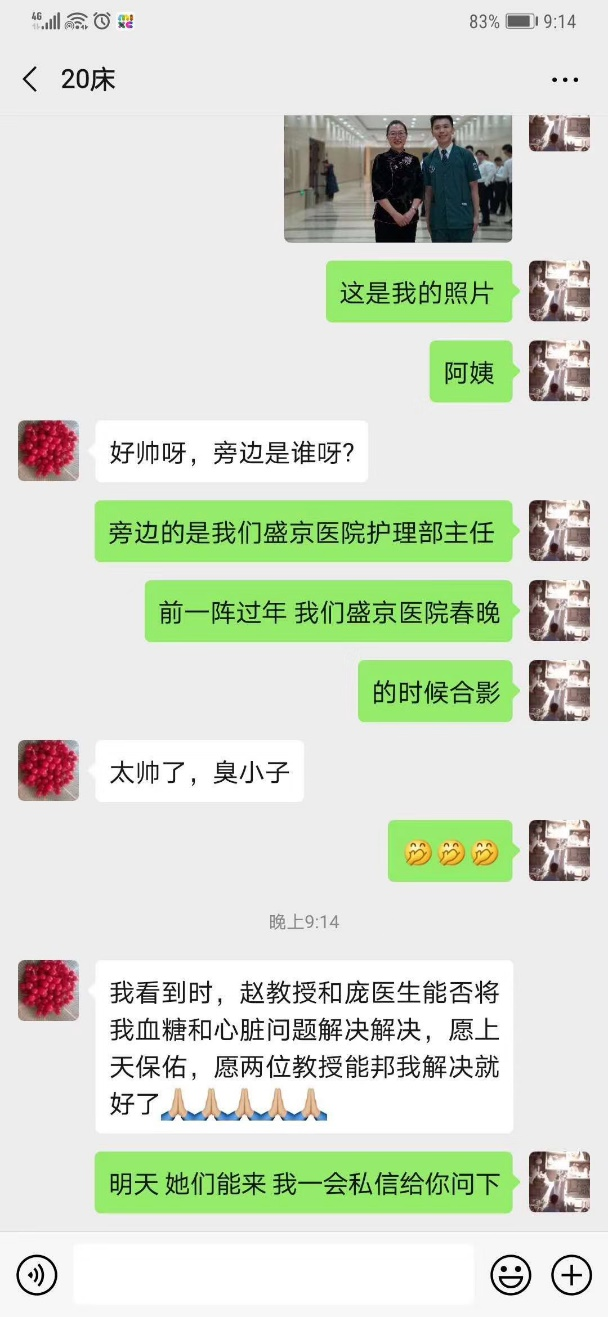 4G
83%
9:14
20床
这是我的照片
阿姨
好帅呀，旁边是谁呀？
旁边的是我们盛京医院护理部主任
前一阵过年 我们盛京医院春晚
的时候合影
太帅了，臭小子
🤭🤭🤭
晚上9:14
我看到时，赵教授和庞医生能否将
我血糖和心脏问题解决解决，愿上
天保佑，愿两位教授能邦我解决就
好了🙏🙏🙏🙏🙏
明天 她们能来 我一会私信给你问下